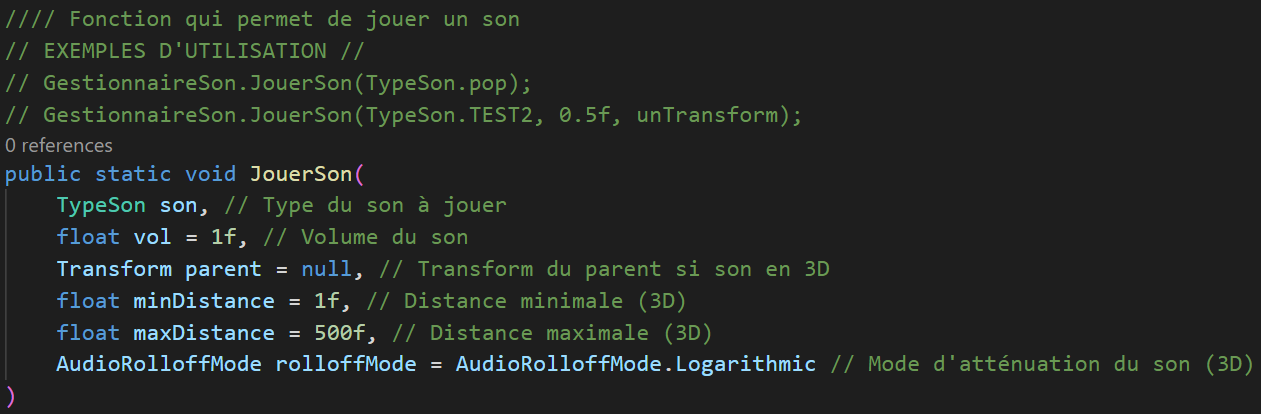 //// Fonction qui permet de jouer un son
// EXEMPLES D'UTILISATION //
// GestionnaireSon.JouerSon(TypeSon.pop);
// GestionnaireSon.JouerSon(TypeSon.TEST2, 0.5f, unTransform);
0 references
public static void JouerSon(
    TypeSon son, // Type du son à jouer
    float vol = 1f, // Volume du son
    Transform parent = null, // Transform du parent si son en 3D
    float minDistance = 1f, // Distance minimale (3D)
    float maxDistance = 500f, // Distance maximale (3D)
    AudioRolloffMode rolloffMode = AudioRolloffMode.Logarithmic // Mode d'atténuation du son (3D)
)